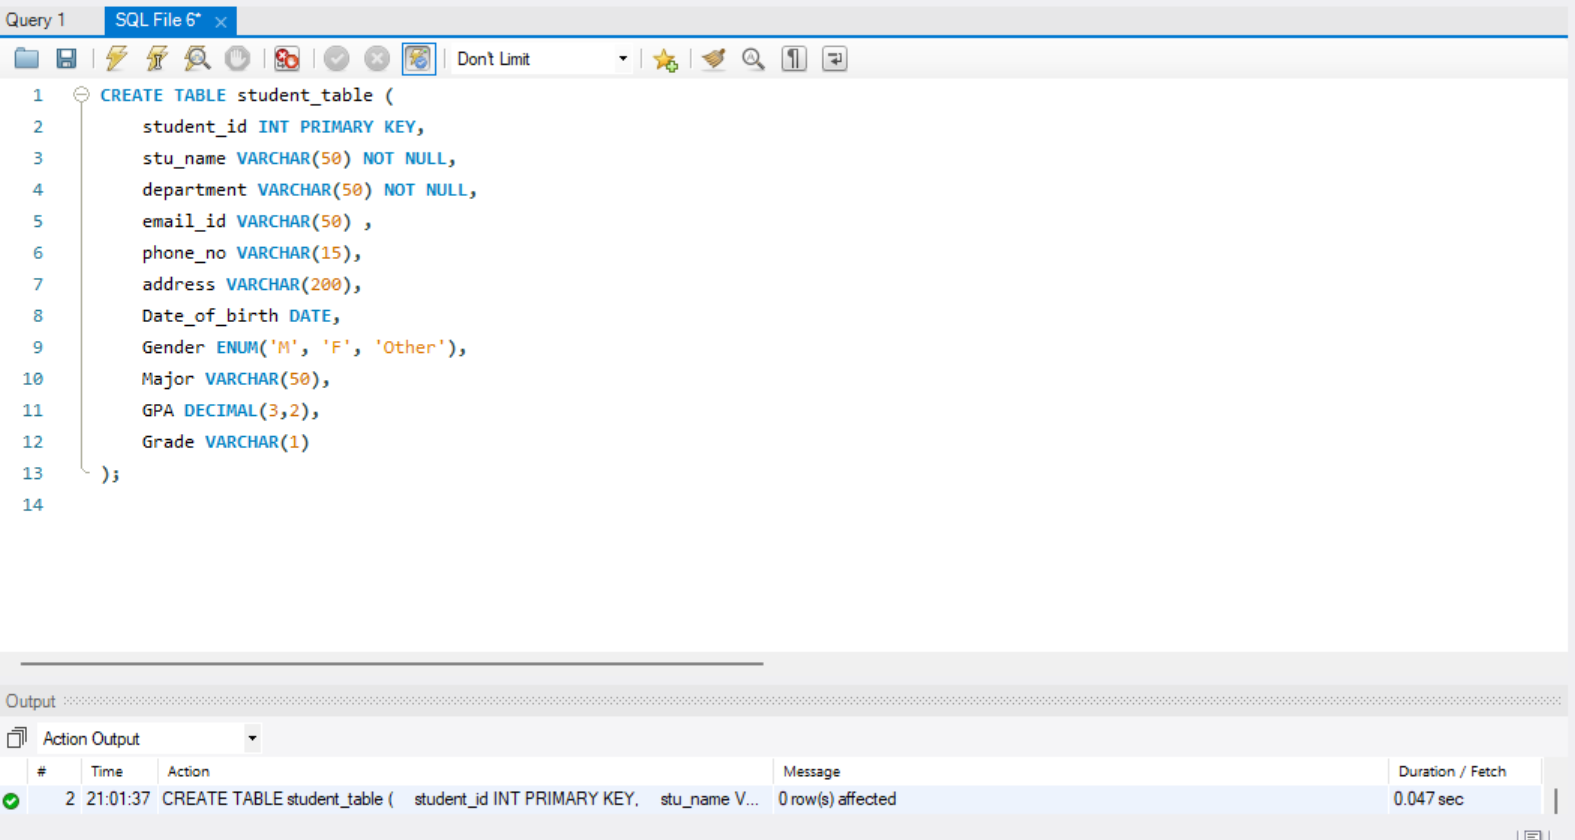 Query 1 SQL File 6*
Don't Limit
1 CREATE TABLE student_table (
2 student_id INT PRIMARY KEY,
3 stu_name VARCHAR(50) NOT NULL,
4 department VARCHAR(50) NOT NULL,
5 email_id VARCHAR(50) ,
6 phone_no VARCHAR(15),
7 address VARCHAR(200),
8 Date_of_birth DATE,
9 Gender ENUM('M', 'F', 'Other'),
10 Major VARCHAR(50),
11 GPA DECIMAL(3,2),
12 Grade VARCHAR(1)
13 );
14
Output
Action Output
# Time Action Message Duration / Fetch
2 21:01:37 CREATE TABLE student_table ( student_id INT PRIMARY KEY, stu_name V... 0 row(s) affected 0.047 sec